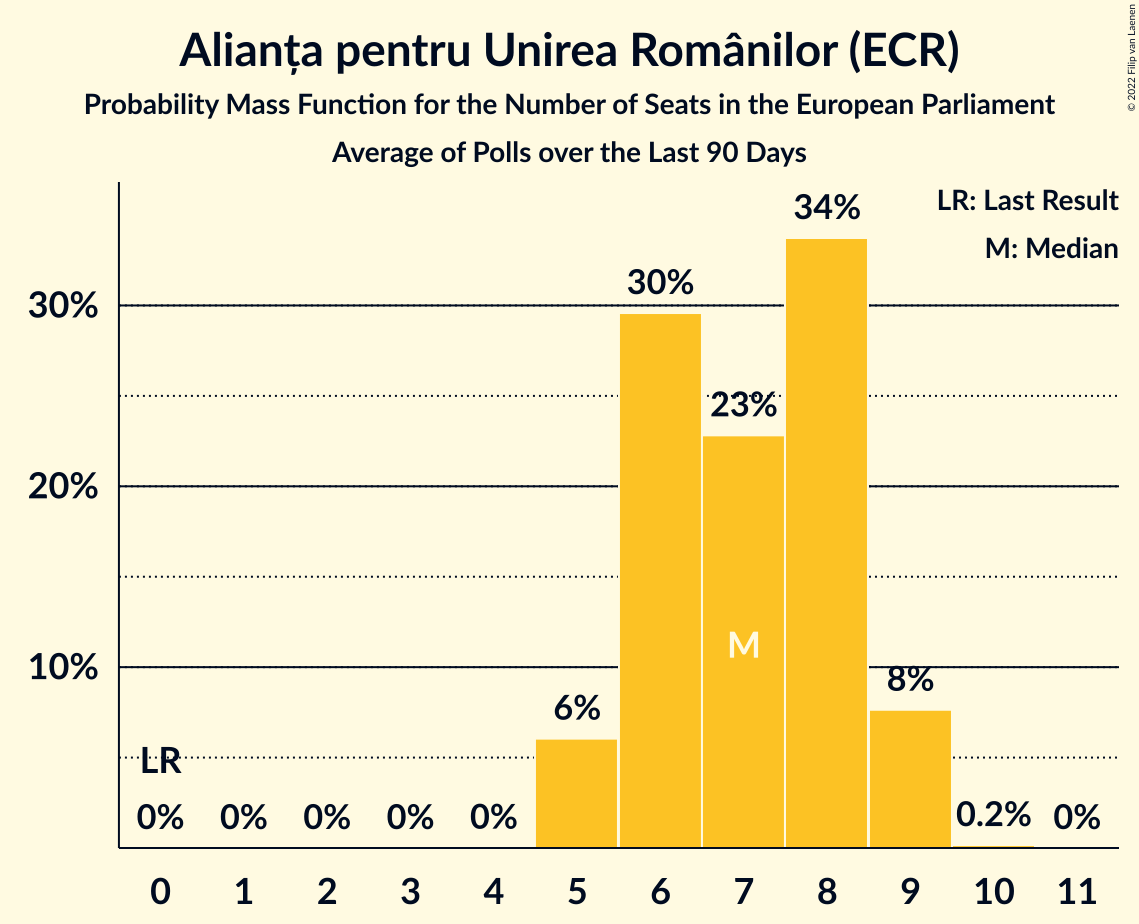 Alianța pentru Unirea Românilor (ECR)
Probability Mass Function for the Number of Seats in the European Parliament
Average of Polls over the Last 90 Days
© 2022 Filip van Laenen
LR: Last Result
M: Median
34%
30%
30%
23%
20%
M
10%
8%
6%
LR
0% 0% 0% 0% 0% 0.2% 0%
0 1 2 3 4 5 6 7 8 9 10 11